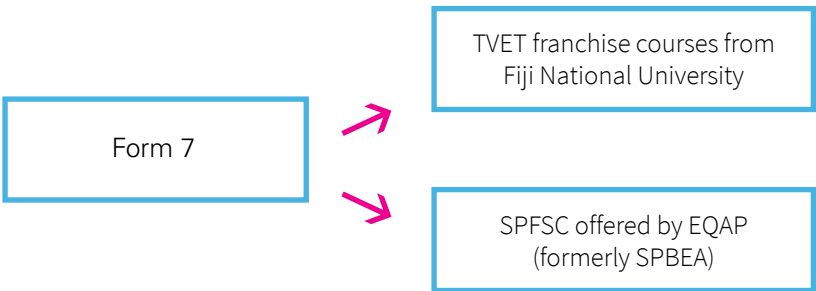 TVET franchise courses from
Fiji National University
Form 7
SPFSC offered by EQAP
(formerly SPBEA)